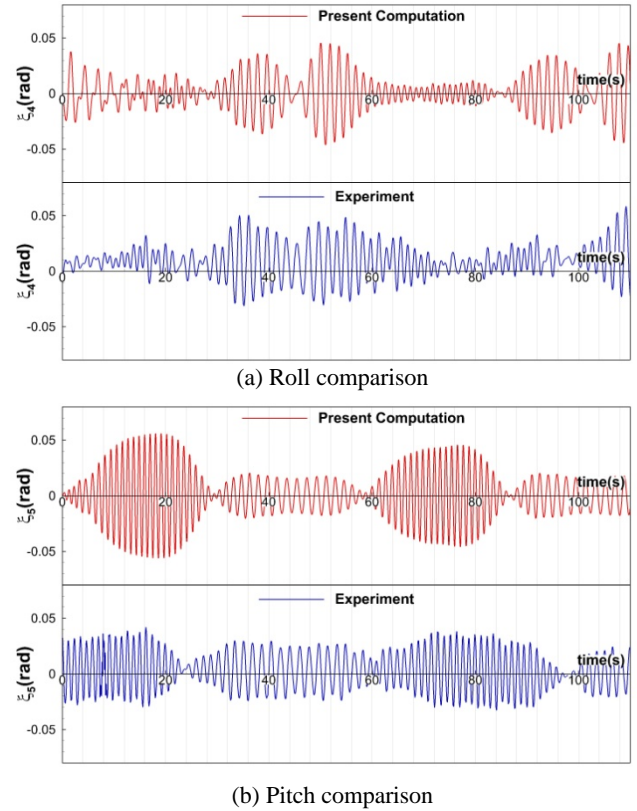 Present Computation
0.05
time(s)
0
0 20 40 60 80 100
ξ4(rad)
-0.05
Experiment
0.05
time(s)
0
0 20 40 60 80 100
ξ4(rad)
-0.05
(a) Roll comparison
Present Computation
0.05
time(s)
0
0 20 40 60 80 100
ξ5(rad)
-0.05
Experiment
0.05
time(s)
0
0 20 40 60 80 100
ξ5(rad)
-0.05
(b) Pitch comparison